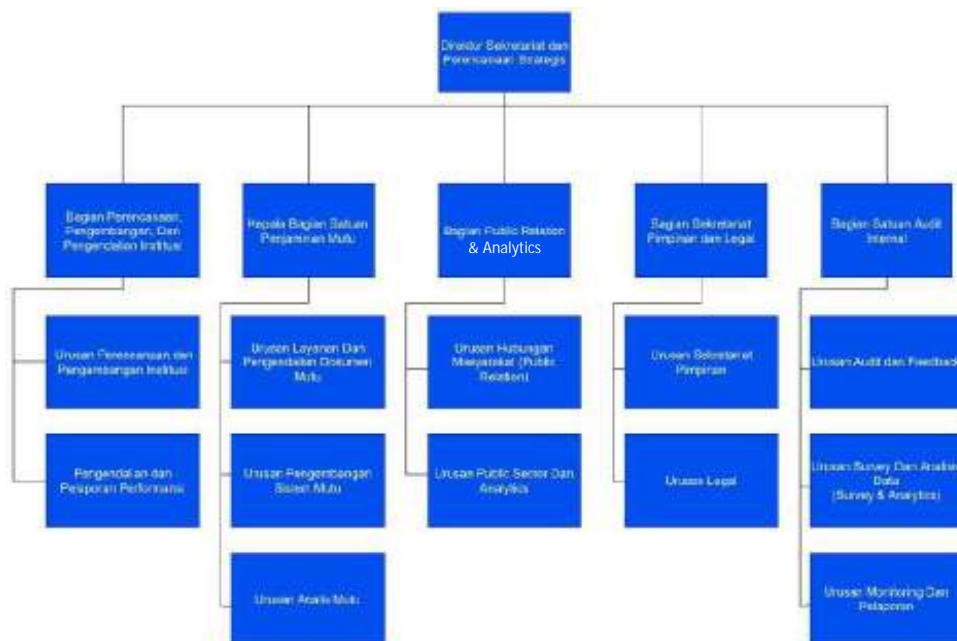 Direktur Sekretariat dan
Perencanaan Strategis
Bagian Perencanaan,
Pengembangan, Dan
Pengendalian Institusi
Kepala Bagian Satuan
Penjaminan Mutu
Bagian Public Relation
& Analytics
Bagian Sekretariat
Pimpinan dan Legal
Bagian Satuan Audit
Internal
Urusan Perencanaan dan
Pengembangan Institusi
Urusan Layanan Dan
Pengendalian Dokumen
Mutu
Urusan Hubungan
Masyarakat (Public
Relation)
Urusan Sekretariat
Pimpinan
Urusan Audit dan Feedback
Pengendalian dan
Pelaporan Performansi
Urusan Pengembangan
Sistem Mutu
Urusan Public Sector Dan
Analytics
Urusan Legal
Urusan Survey Dan Analisis
Data
(Survey & Analytics)
Urusan Analis Mutu
Urusan Monitoring Dan
Pelaporan